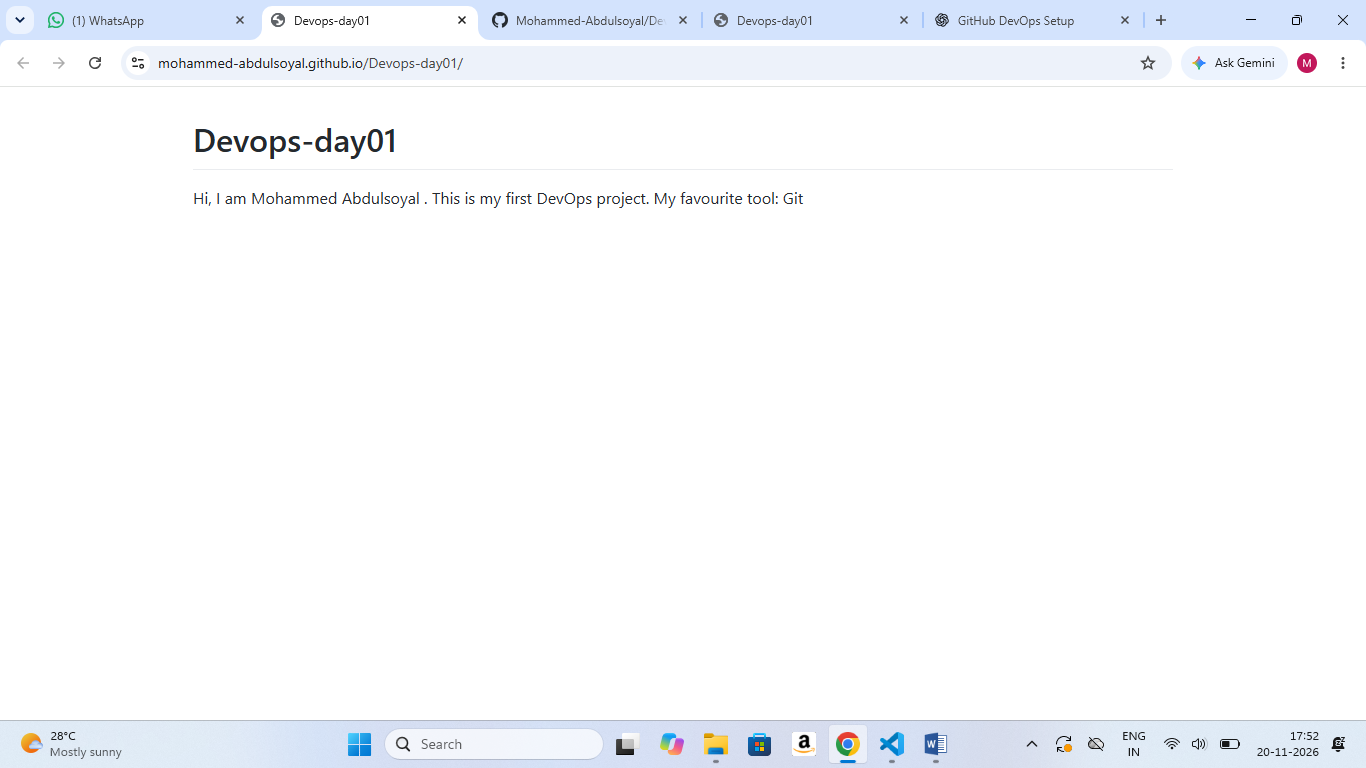 (1) WhatsApp
Devops-day01
Mohammed-Abdulsoyal/De
Devops-day01
GitHub DevOps Setup
mohammed-abdulsoyal.github.io/Devops-day01/
Ask Gemini
M
Devops-day01
Hi, I am Mohammed Abdulsoyal . This is my first DevOps project. My favourite tool: Git
28°C
Mostly sunny
Search
a
W
ENG
IN
17:52
20-11-2026